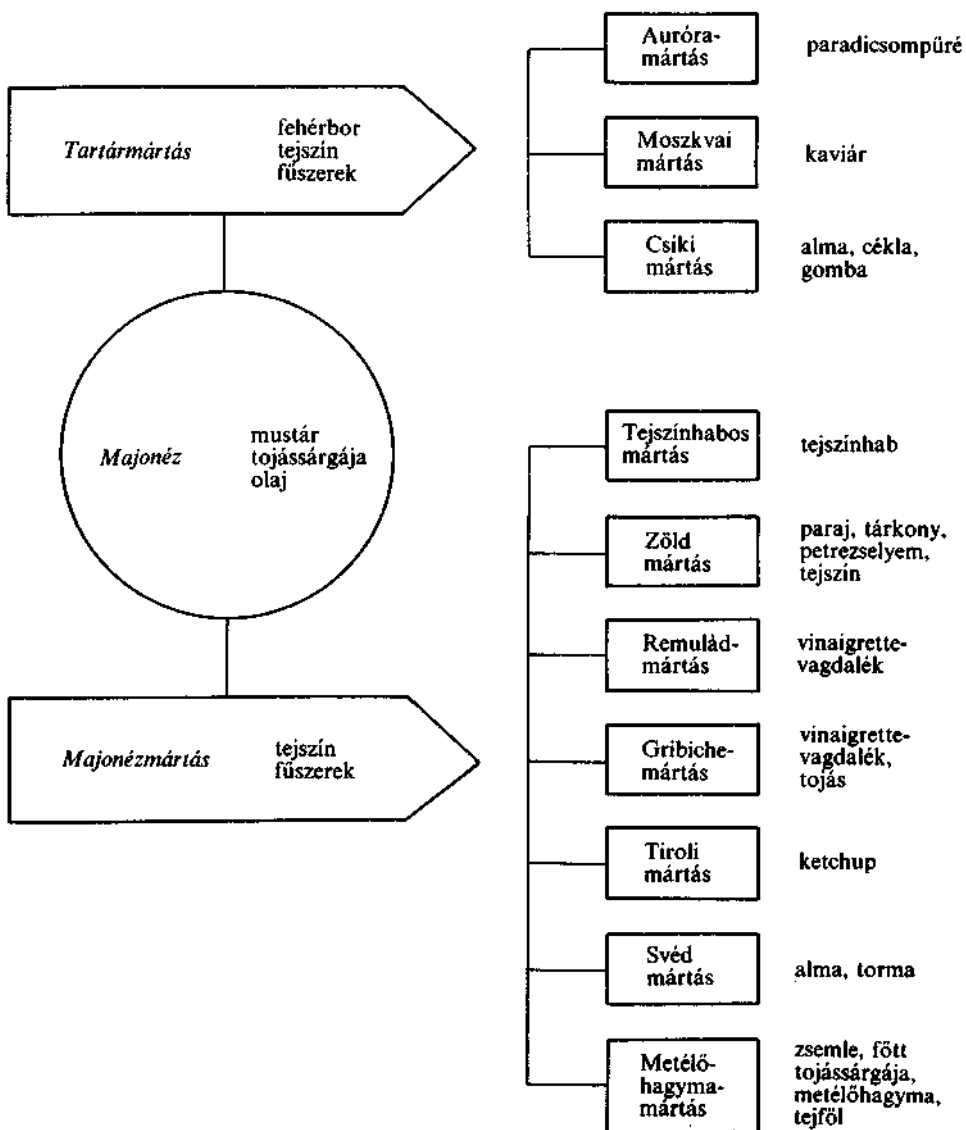 Tartármártás
fehérbor
tejszín
fűszerek
Auróra-
mártás
paradicsompüré
Moszkvai
mártás
kaviár
Csiki
mártás
alma, cékla,
gomba
Majonéz
mustár
tojássárgája
olaj
Majonézmártás
tejszín
fűszerek
Tejszínhabos
mártás
tejszínhab
Zöld
mártás
paraj, tárkony,
petrezselyem,
tejszín
Remulád-
mártás
vinaigrette-
vagdalék
Gribiche-
mártás
vinaigrette-
vagdalék,
tojás
Tiroli
mártás
ketchup
Svéd
mártás
alma, torma
Metélő-
hagyma-
mártás
zsemle, főtt
tojássárgája,
metélőhagyma,
tejföl